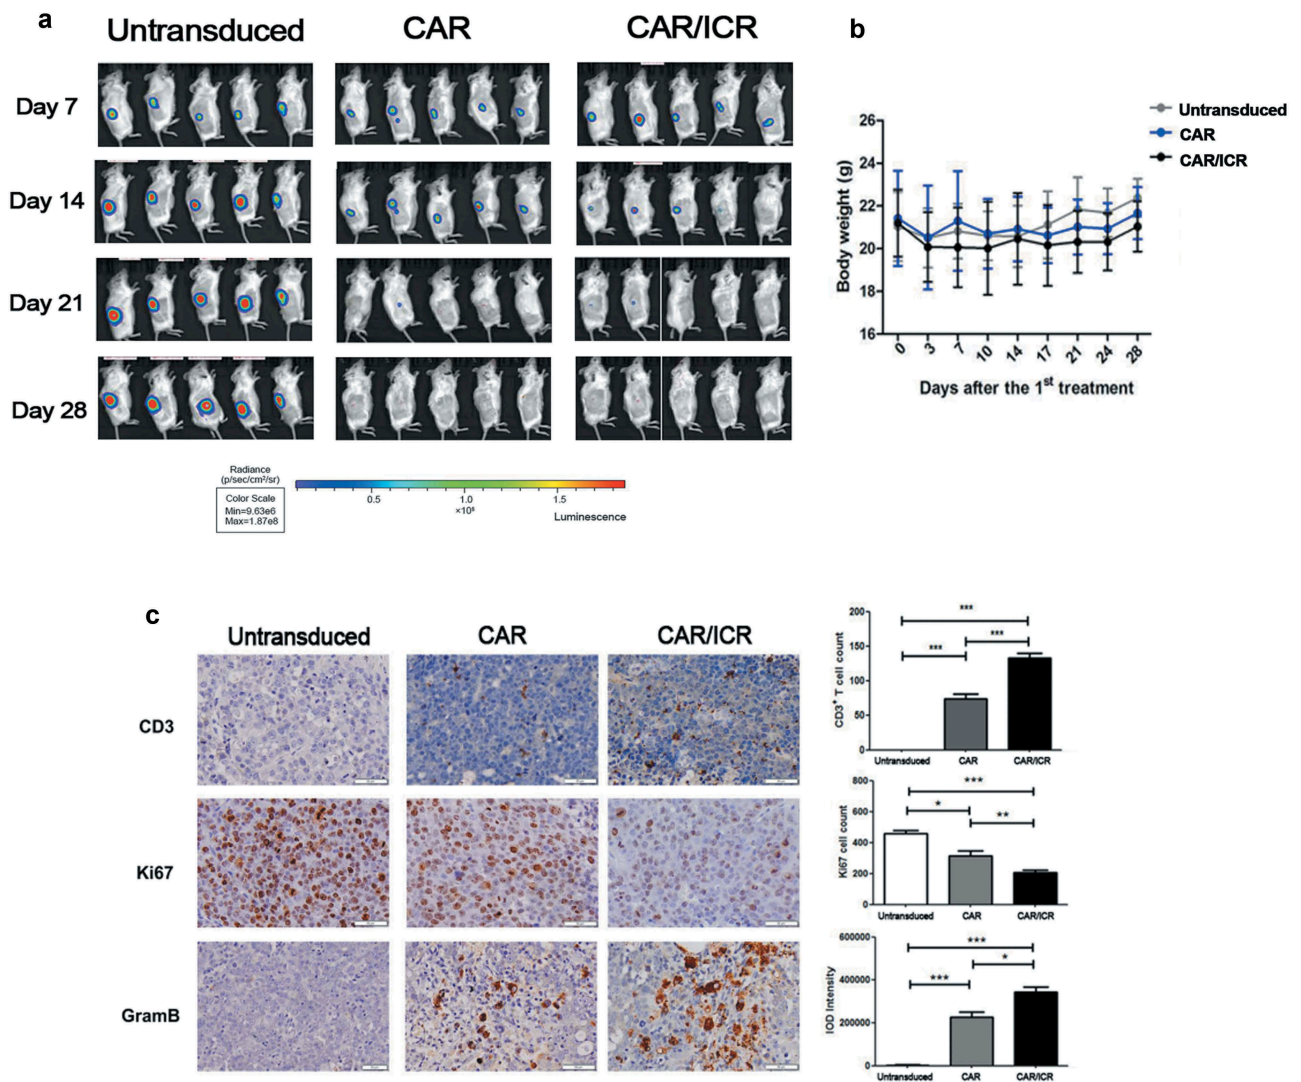 a
Untransduced
CAR
CAR/ICR
Day 7
Day 14
Day 21
Day 28
Radiance
(p/sec/cm²/sr)
Color Scale
Min=9.63e6
Max=1.87e8
0.5
1.0
1.5
×10⁸
Luminescence
b
Untransduced
CAR
CAR/ICR
Body weight (g)
26
24
22
20
18
16
0
3
7
10
14
17
21
24
28
Days after the 1st treatment
c
Untransduced
CAR
CAR/ICR
CD3
Ki67
GramB
CD3⁺ T cell count
200
150
100
50
0
***
***
***
Untransduced
CAR
CAR/ICR
Ki67 cell count
800
600
400
200
0
***
*
**
Untransduced
CAR
CAR/ICR
IOD Intensity
600000
400000
200000
0
***
*
***
Untransduced
CAR
CAR/ICR